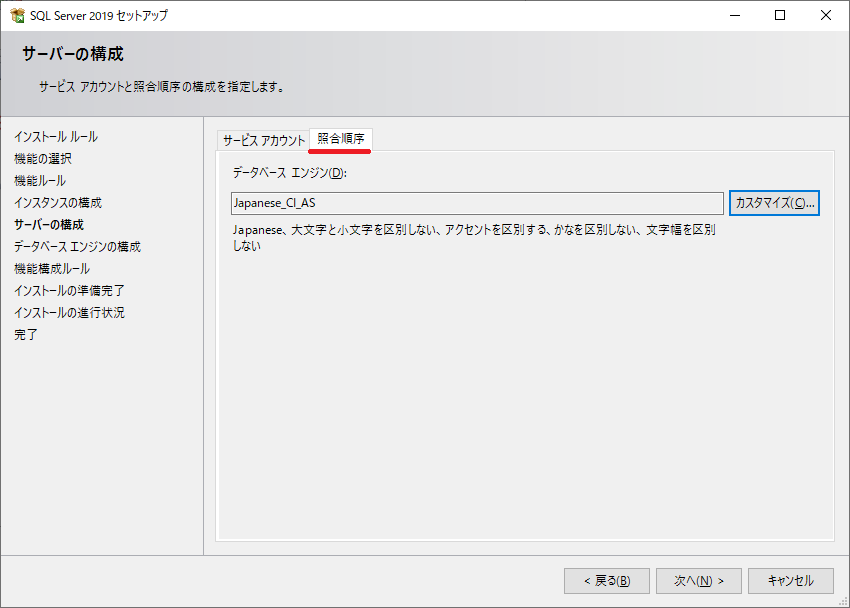 SQL Server 2019 セットアップ
サーバーの構成
サービス アカウントと照合順序の構成を指定します。
インストール ルール
機能の選択
機能ルール
インスタンスの構成
サーバーの構成
データベース エンジンの構成
機能構成ルール
インストールの準備完了
インストールの進行状況
完了
サービス アカウント 照合順序
データベース エンジン(D):
Japanese_CI_AS カスタマイズ(C)...
Japanese、大文字と小文字を区別しない、アクセントを区別する、かなを区別しない、文字幅を区別
しない
< 戻る(B) 次へ(N) > キャンセル